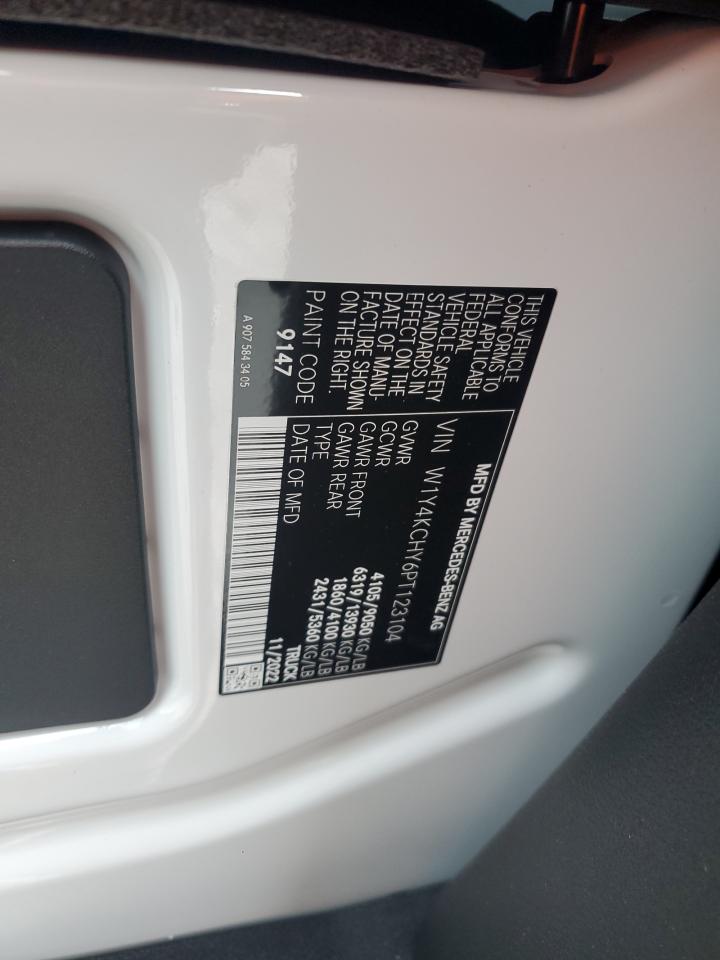 THIS VEHICLE
CONFORMS TO
ALL APPLICABLE
FEDERAL
VEHICLE
STANDARDS IN
VEHICLE SAFETY
EFFECT ON THE
DATE OF MANU-
FACTURE SHOWN
ON THE RIGHT.
PAINT CODE
9147
A 907 584 34 05
MFD BY MERCEDES-BENZ AG
VIN W1Y4KCHY6PT123104
GVWR 4105/9050 KG/LB
GCWR 6319/13930 KG/LB
GAWR FRONT 1860/4100 KG/LB
GAWR REAR 2431/5360 KG/LB
TYPE TRUCK
DATE OF MFD 11/2022